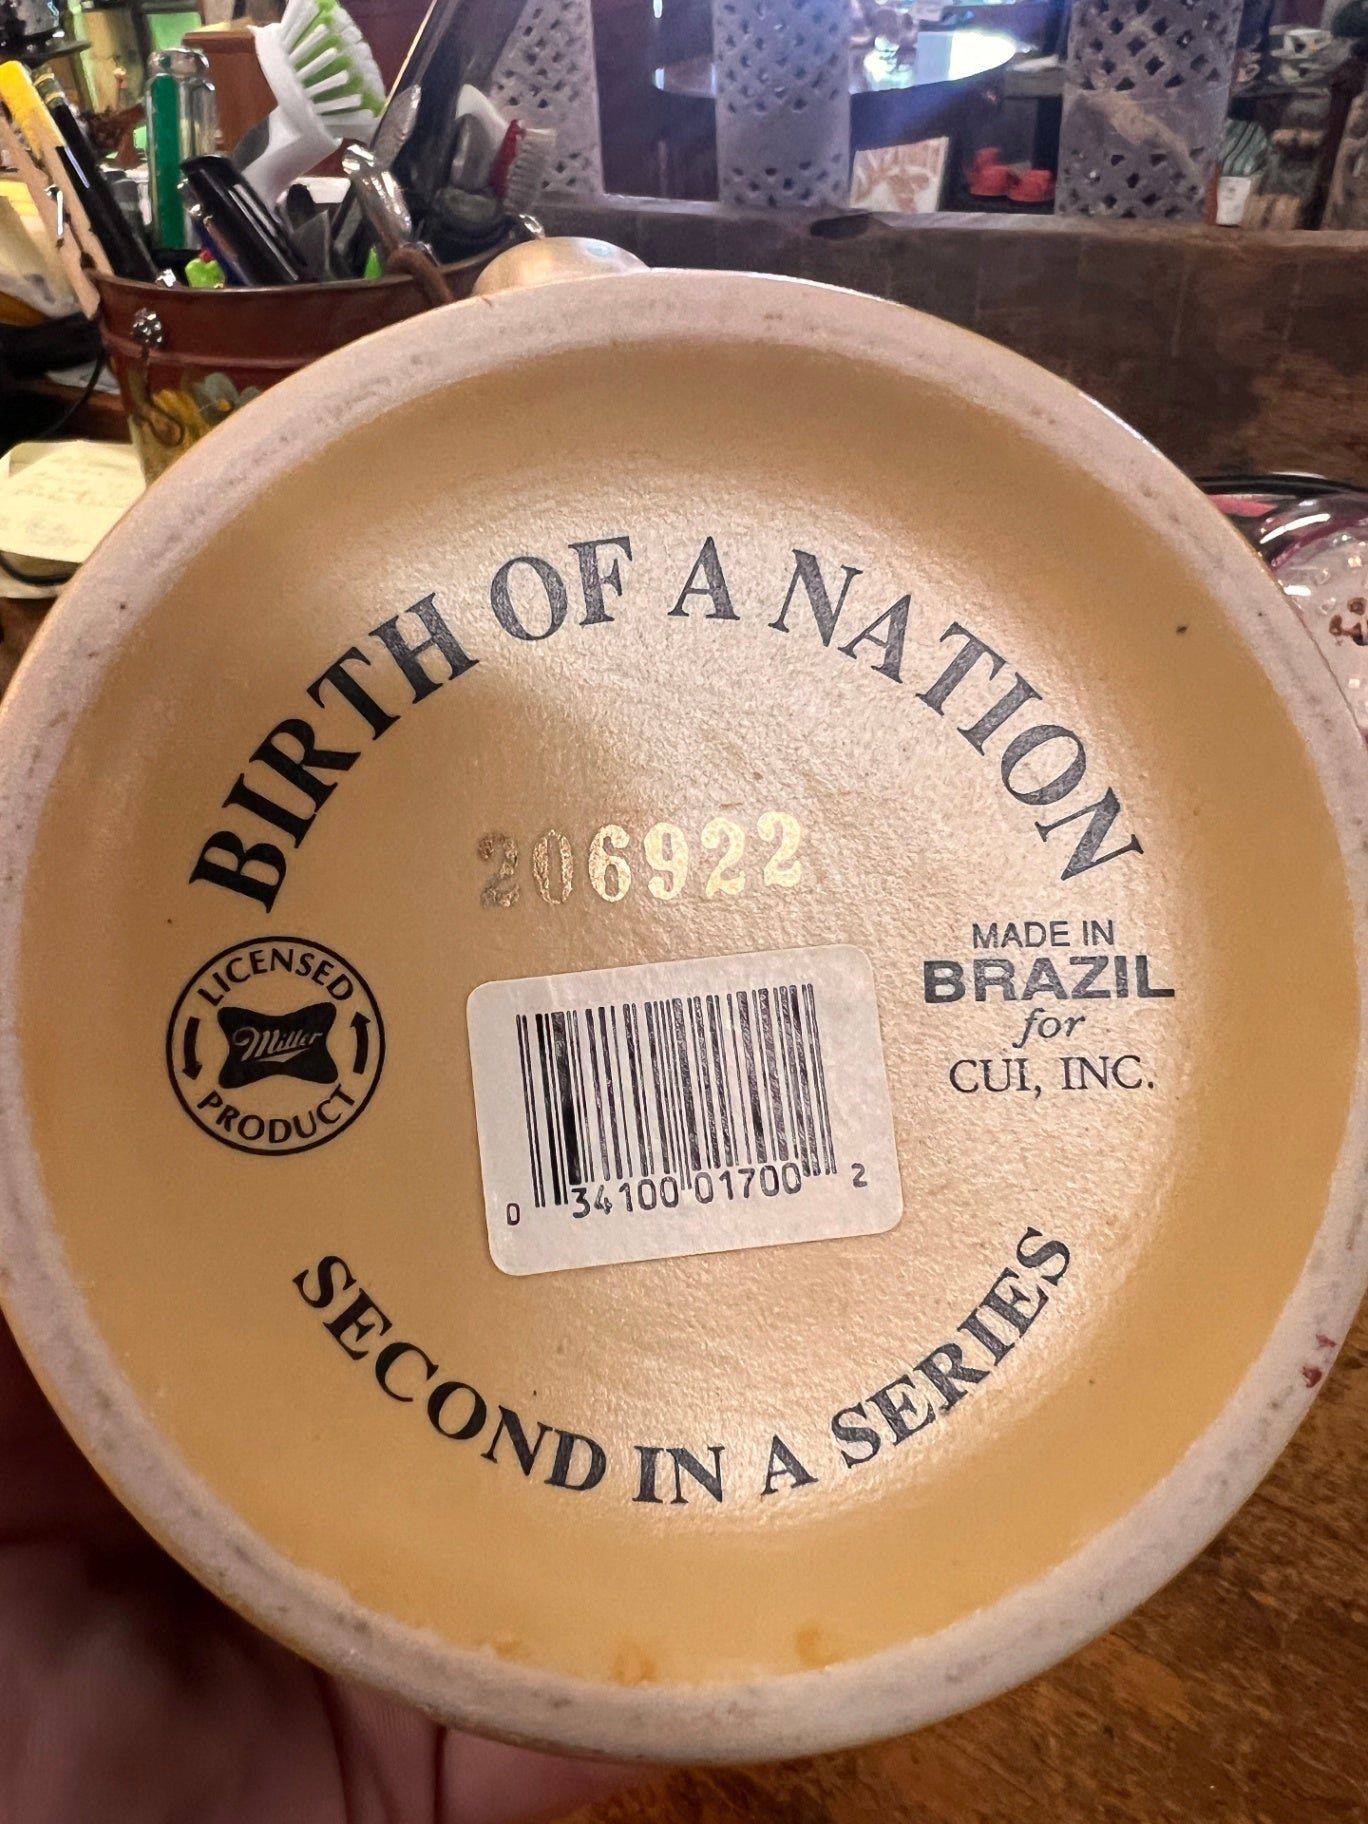 BIRTH OF A NATION
206922
LICENSED
Miller
PRODUCT
MADE IN
BRAZIL
for
CUI, INC.
0 34100 01700 2
SECOND IN A SERIES